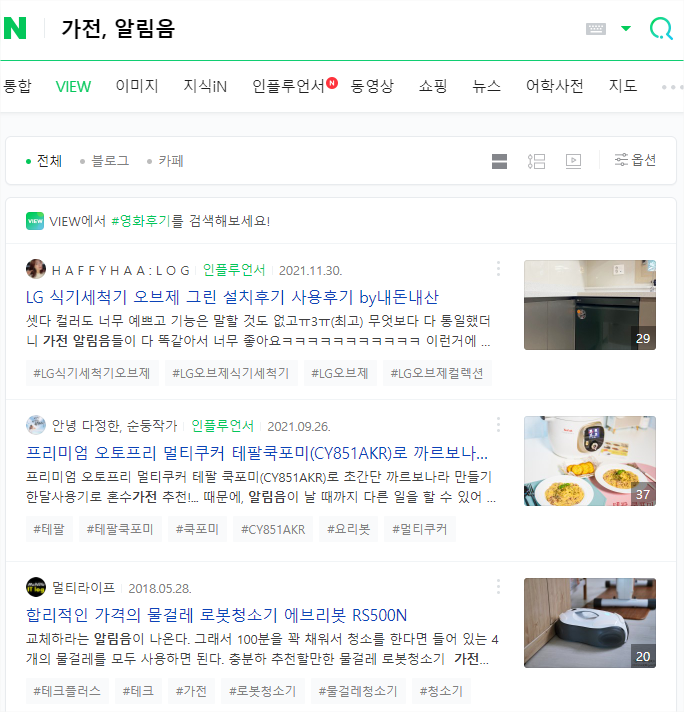 N 가전, 알림음
통합 VIEW 이미지 지식iN 인플루언서 N 동영상 쇼핑 뉴스 어학사전 지도
전체 블로그 카페 옵션
VIEW VIEW에서 #영화후기를 검색해보세요!
H A F F Y H A A : L O G 인플루언서 2021.11.30.
LG 식기세척기 오브제 그린 설치후기 사용후기 by내돈내산
셋다 컬러도 너무 예쁘고 기능은 말할 것도 없고ㅠ3ㅠ(최고) 무엇보다 다 통일했더
니 가전 알림음들이 다 똑같아서 너무 좋아요ㅋㅋㅋㅋㅋㅋㅋㅋㅋㅋㅋ 이런거에 ...
29
#LG식기세척기오브제 #LG오브제식기세척기 #LG오브제 #LG오브제컬렉션
안녕 다정한, 순둥작가 인플루언서 2021.09.26.
프리미엄 오토프리 멀티쿠커 테팔쿡포미(CY851AKR)로 까르보나...
프리미엄 오토프리 멀티쿠커 테팔 쿡포미(CY851AKR)로 초간단 까르보나라 만들기
한달사용기로 혼수가전 추천!... 때문에, 알림음이 날 때까지 다른 일을 할 수 있어 ...
37
#테팔 #테팔쿡포미 #쿡포미 #CY851AKR #요리봇 #멀티쿠커
멀티라이프 2018.05.28.
합리적인 가격의 물걸레 로봇청소기 에브리봇 RS500N
교체하라는 알림음이 나온다. 그래서 100분을 꽉 채워서 청소를 한다면 들어 있는 4
개의 물걸레를 모두 사용하면 된다. 충분하 추천할만한 물걸레 로봇청소기 가전...
20
#테크플러스 #테크 #가전 #로봇청소기 #물걸레청소기 #청소기